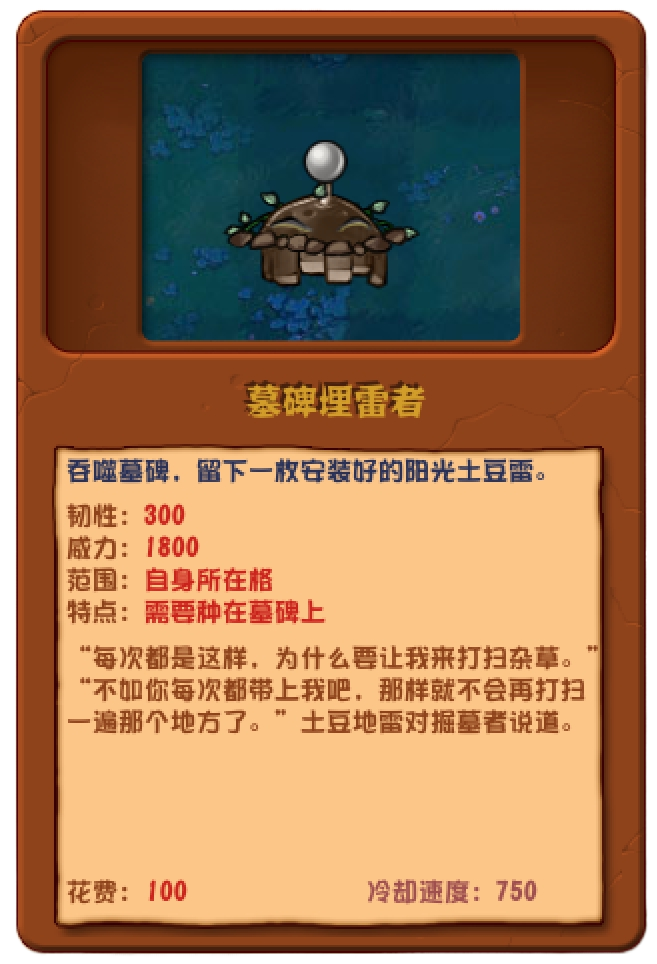 墓碑埋雷者
吞噬墓碑，留下一枚安装好的阳光土豆雷。
韧性：300
威力：1800
范围：自身所在格
特点：需要种在墓碑上
“每次都是这样，为什么要让我来打扫杂草。”
“不如你每次都带上我吧，那样就不会再打扫
一遍那个地方了。”土豆地雷对掘墓者说道。
花费：100 冷却速度：750